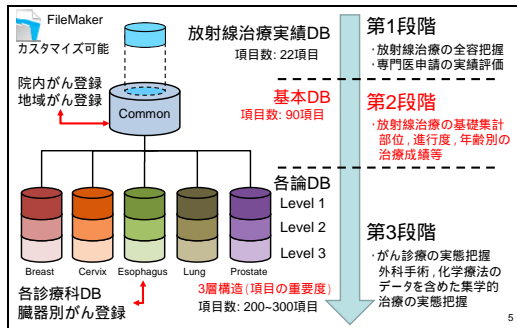 FileMaker
カスタマイズ可能
放射線治療実績DB
項目数: 22項目
第1段階
・放射線治療の全容把握
・専門医申請の実績評価
院内がん登録
地域がん登録
Common
基本DB
項目数: 90項目
第2段階
・放射線治療の基礎集計
部位,進行度,年齢別の
治療成績等
各論DB
Level 1
Level 2
Level 3
Breast
Cervix
Esophagus
Lung
Prostate
第3段階
・がん診療の実態把握
外科手術,化学療法の
データを含めた集学的
治療の実態把握
各診療科DB
臓器別がん登録
3層構造(項目の重要度)
項目数: 200~300項目
5